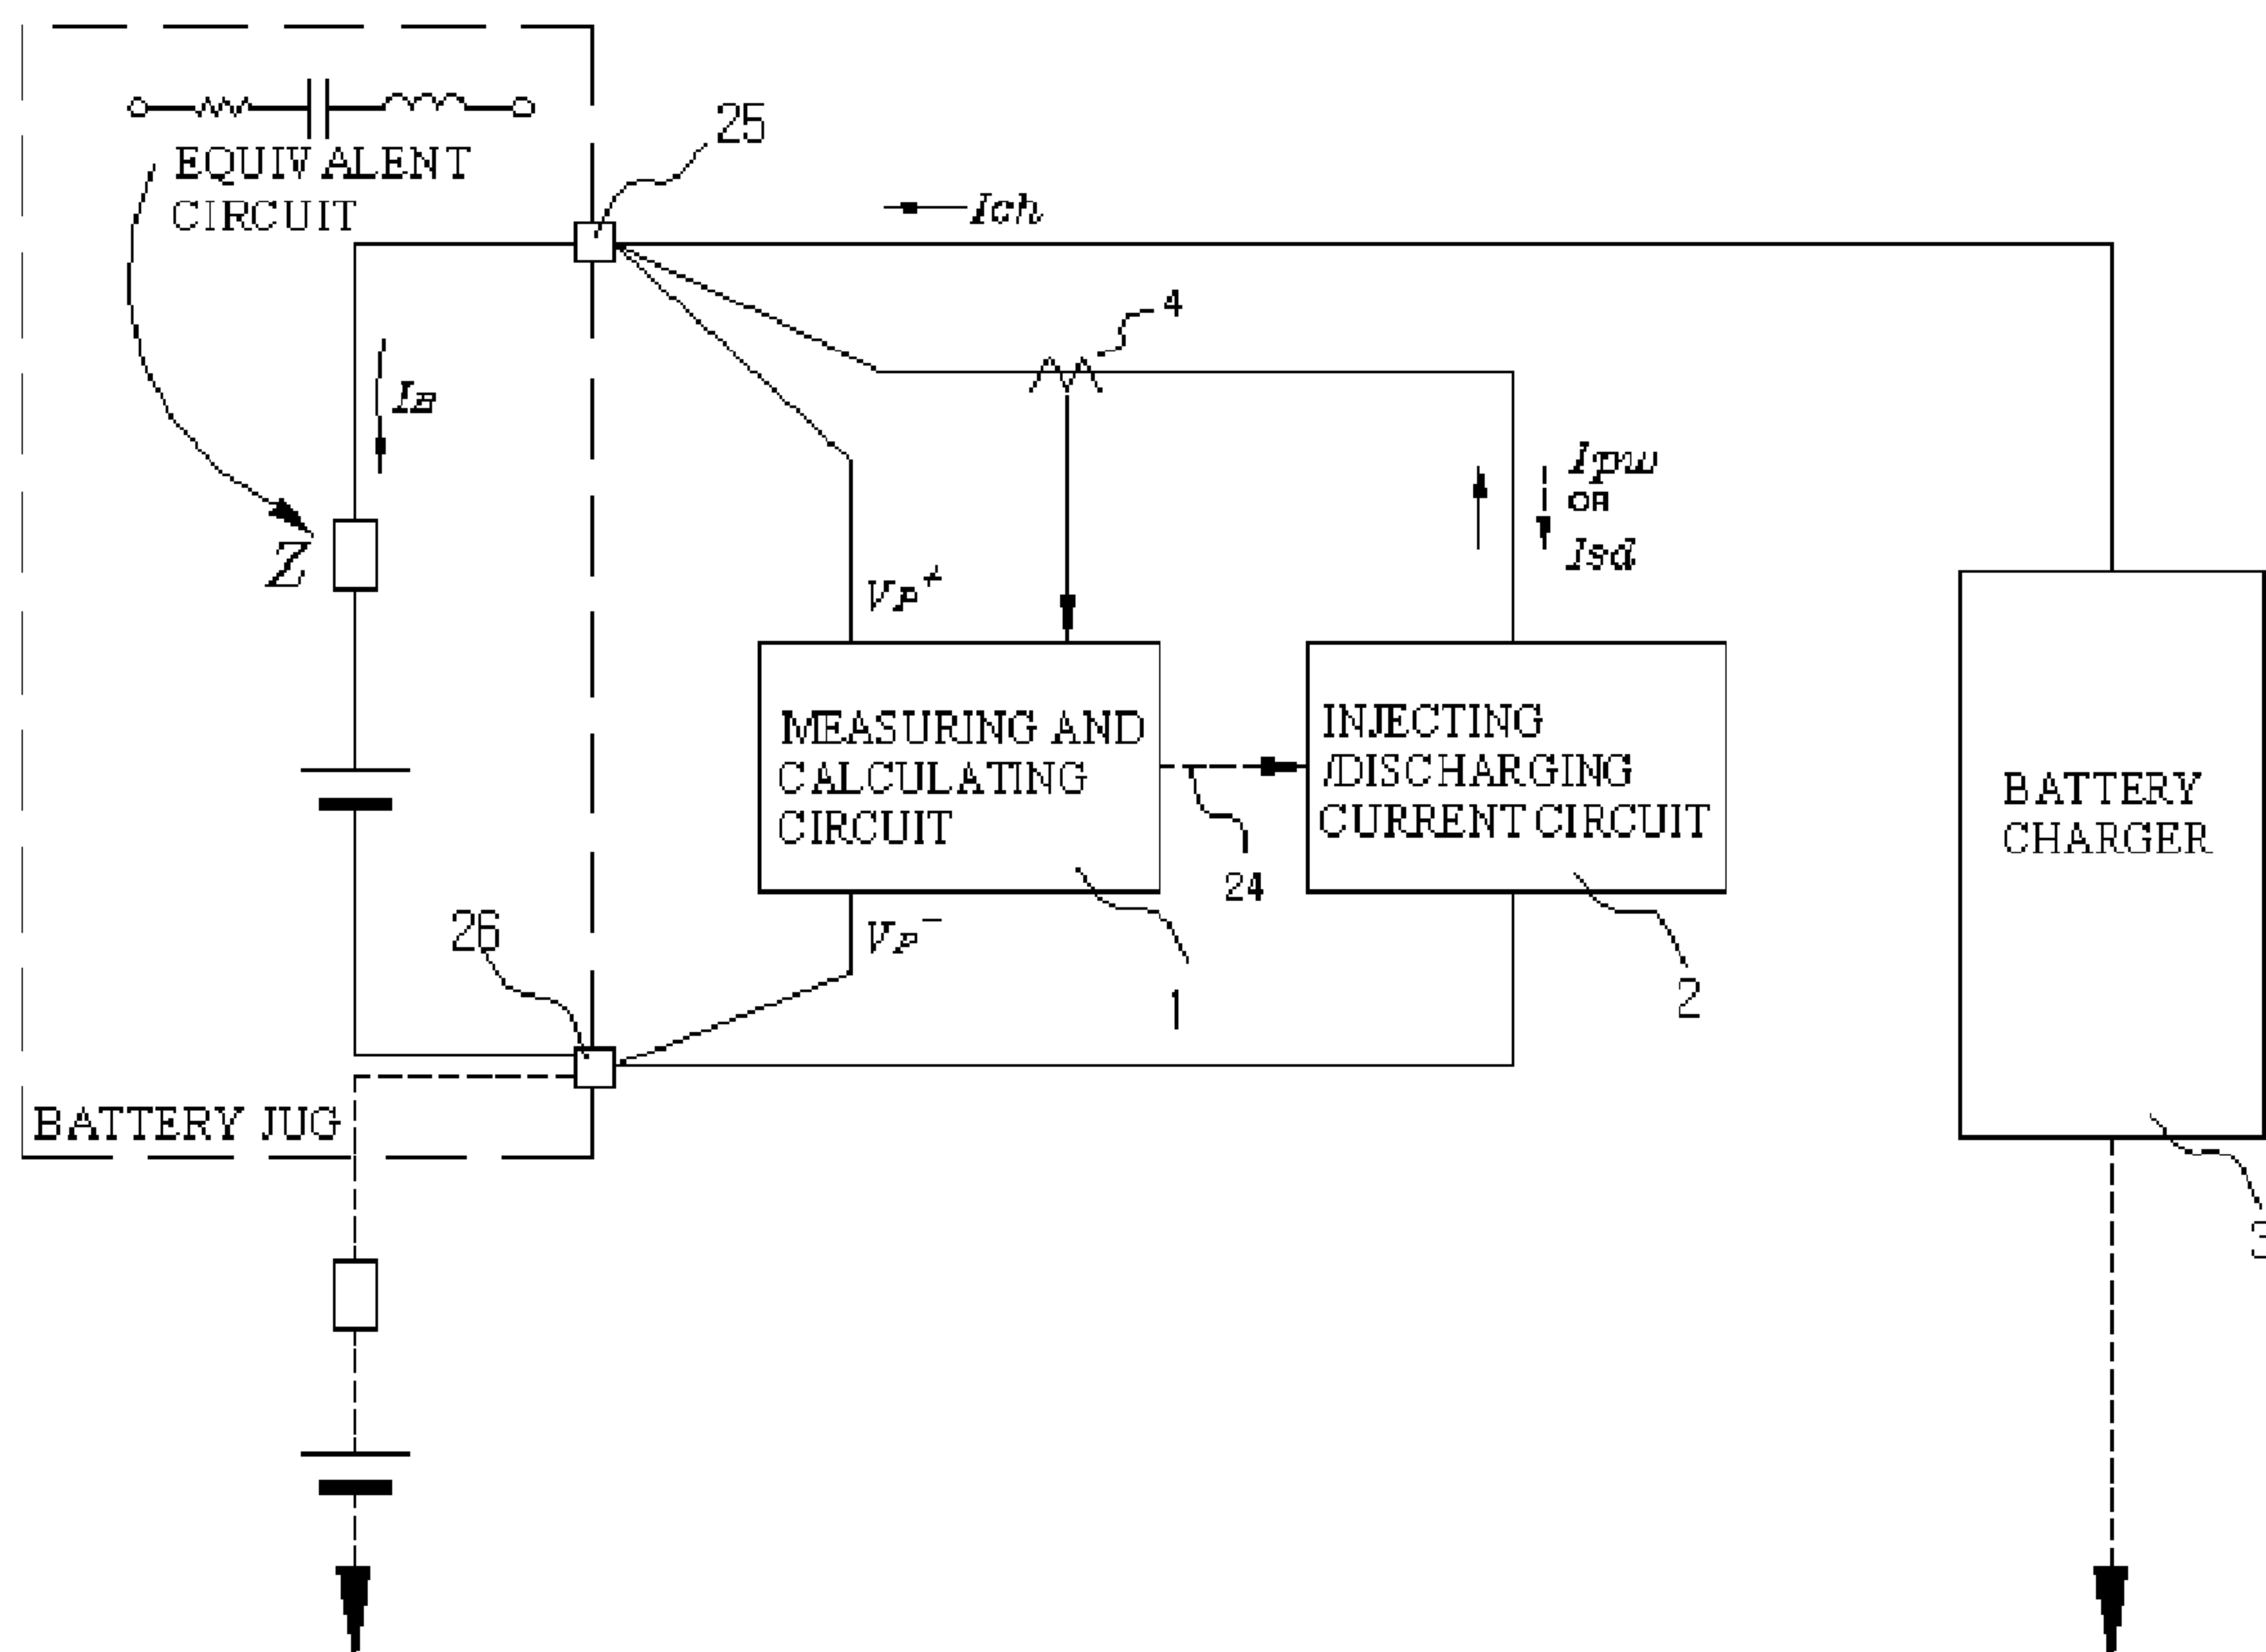 25
EQUIVALENT
CIRCUIT
Ich
4
IB
Ipw
OR
Isd
Z
VP+
MEASURING AND
CALCULATING
CIRCUIT
INJECTING
/DISCHARGING
CURRENT CIRCUIT
BATTERY
CHARGER
24
26
VP−
1
2
BATTERY JUG
3